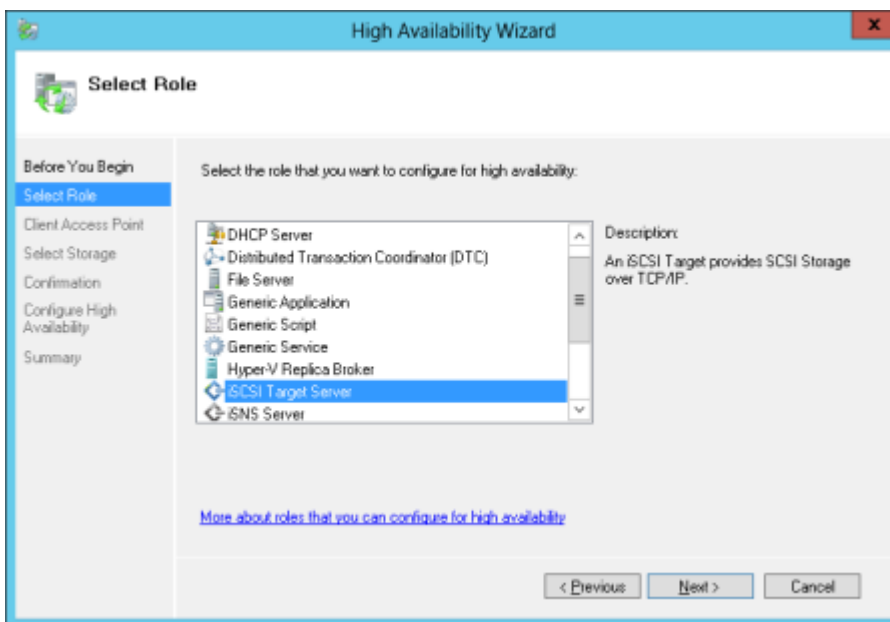 High Availability Wizard
x
Select Role
Before You Begin
Select Role
Client Access Point
Select Storage
Confirmation
Configure High
Availability
Summary
Select the role that you want to configure for high availability:
DHCP Server
Distributed Transaction Coordinator (DTC)
File Server
Generic Application
Generic Script
Generic Service
Hyper-V Replica Broker
iSCSI Target Server
iSNS Server
Description:
An iSCSI Target provides SCSI Storage
over TCP/IP.
More about roles that you can configure for high availability
< Previous
Next >
Cancel